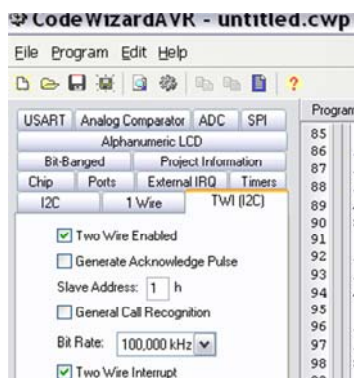 CodeWizardAVR - untitled.cwp
File Program Edit Help
USART Analog Comparator ADC SPI
Alphanumeric LCD
Bit-Banged Project Information
Chip Ports External IRQ Timers
I2C 1 Wire TWI (I2C)
Two Wire Enabled
Generate Acknowledge Pulse
Slave Address: 1 h
General Call Recognition
Bit Rate: 100,000 kHz
Two Wire Interrupt
Program
85
86
87
88
89
90
91
92
93
94
95
96
97
98